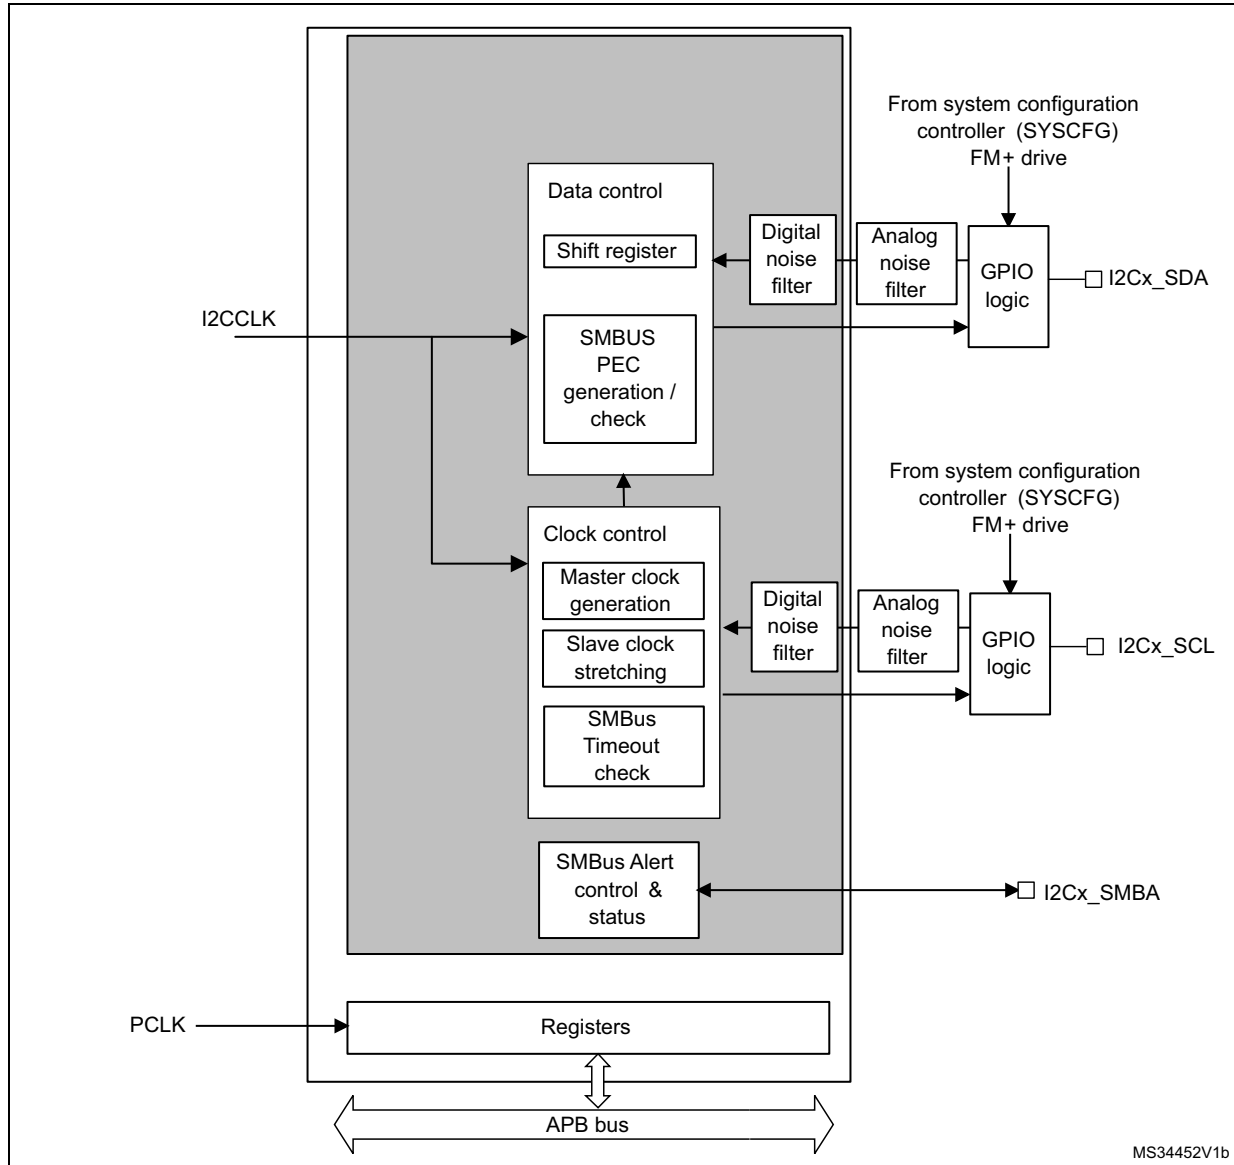 From system configuration
controller (SYSCFG)
FM+ drive
Data control
Shift register
Digital
noise
filter
Analog
noise
filter
GPIO
logic
I2Cx_SDA
I2CCLK
SMBUS
PEC
generation /
check
From system configuration
controller (SYSCFG)
FM+ drive
Clock control
Master clock
generation
Digital
noise
filter
Analog
noise
filter
GPIO
logic
I2Cx_SCL
Slave clock
stretching
SMBus
Timeout
check
SMBus Alert
control &
status
I2Cx_SMBA
PCLK
Registers
APB bus
MS34452V1b